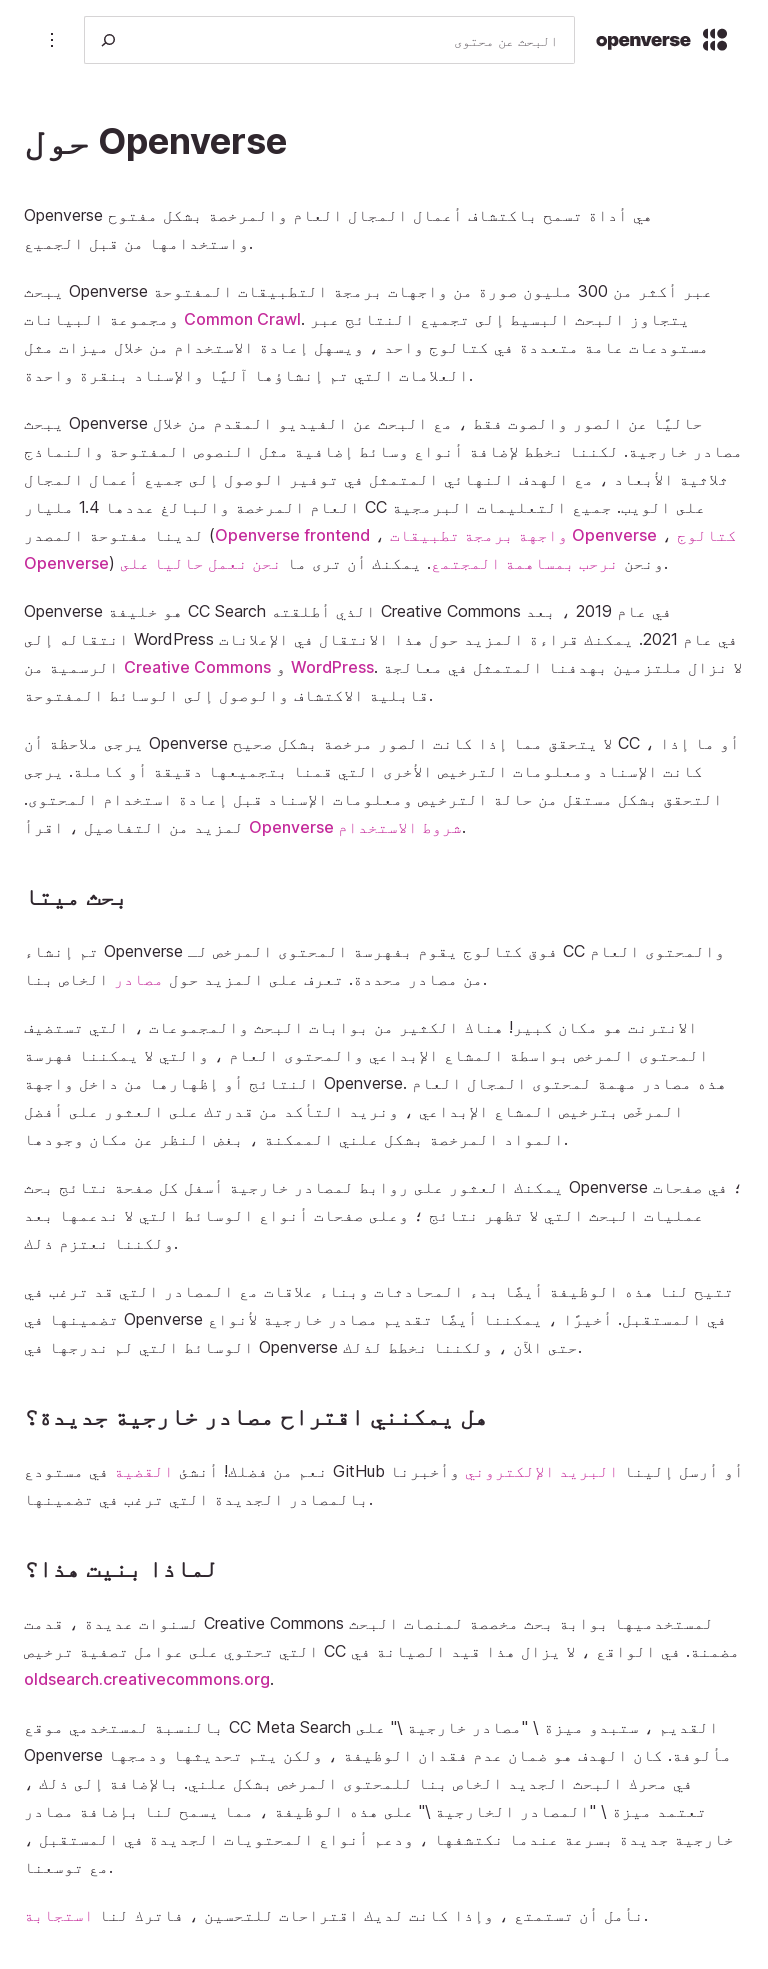 openverse
البحث عن محتوى
حول Openverse
Openverse هي أداة تسمح باكتشاف أعمال المجال العام والمرخصة بشكل مفتوح
واستخدامها من قبل الجميع.
يبحث Openverse عبر أكثر من 300 مليون صورة من واجهات برمجة التطبيقات المفتوحة
ومجموعة البيانات Common Crawl. يتجاوز البحث البسيط إلى تجميع النتائج عبر
مستودعات عامة متعددة في كتالوج واحد ، ويسهل إعادة الاستخدام من خلال ميزات مثل
العلامات التي تم إنشاؤها آليًا والإسناد بنقرة واحدة.
يبحث Openverse حاليًا عن الصور والصوت فقط ، مع البحث عن الفيديو المقدم من خلال
مصادر خارجية. لكننا نخطط لإضافة أنواع وسائط إضافية مثل النصوص المفتوحة والنماذج
ثلاثية الأبعاد ، مع الهدف النهائي المتمثل في توفير الوصول إلى جميع أعمال المجال
العام المرخصة والبالغ عددها 1.4 مليار CC على الويب. جميع التعليمات البرمجية
لدينا مفتوحة المصدر (Openverse frontend ، واجهة برمجة تطبيقات Openverse ، كتالوج
Openverse) ونحن نرحب بمساهمة المجتمع. يمكنك أن ترى ما نحن نعمل حاليا على.
Openverse هو خليفة CC Search الذي أطلقته Creative Commons في عام 2019 ، بعد
انتقاله إلى WordPress في عام 2021. يمكنك قراءة المزيد حول هذا الانتقال في الإعلانات
الرسمية من Creative Commons و WordPress. لا نزال ملتزمين بهدفنا المتمثل في معالجة
قابلية الاكتشاف والوصول إلى الوسائط المفتوحة.
يرجى ملاحظة أن Openverse لا يتحقق مما إذا كانت الصور مرخصة بشكل صحيح CC ، أو ما إذا
كانت الإسناد ومعلومات الترخيص الأخرى التي قمنا بتجميعها دقيقة أو كاملة. يرجى
التحقق بشكل مستقل من حالة الترخيص ومعلومات الإسناد قبل إعادة استخدام المحتوى.
لمزيد من التفاصيل ، اقرأ Openverse شروط الاستخدام.
بحث ميتا
تم إنشاء Openverse فوق كتالوج يقوم بفهرسة المحتوى المرخص لـ CC والمحتوى العام
من مصادر محددة. تعرف على المزيد حول مصادر الخاص بنا.
الانترنت هو مكان كبير! هناك الكثير من بوابات البحث والمجموعات ، التي تستضيف
المحتوى المرخص بواسطة المشاع الإبداعي والمحتوى العام ، والتي لا يمكننا فهرسة
النتائج أو إظهارها من داخل واجهة Openverse. هذه مصادر مهمة لمحتوى المجال العام
المرخّص بترخيص المشاع الإبداعي ، ونريد التأكد من قدرتك على العثور على أفضل
المواد المرخصة بشكل علني الممكنة ، بغض النظر عن مكان وجودها.
يمكنك العثور على روابط لمصادر خارجية أسفل كل صفحة نتائج بحث Openverse ؛ في صفحات
عمليات البحث التي لا تظهر نتائج ؛ وعلى صفحات أنواع الوسائط التي لا ندعمها بعد
ولكننا نعتزم ذلك.
تتيح لنا هذه الوظيفة أيضًا بدء المحادثات وبناء علاقات مع المصادر التي قد ترغب في
تضمينها في Openverse في المستقبل. أخيرًا ، يمكننا أيضًا تقديم مصادر خارجية لأنواع
الوسائط التي لم ندرجها في Openverse حتى الآن ، ولكننا نخطط لذلك.
هل يمكنني اقتراح مصادر خارجية جديدة؟
نعم من فضلك! أنشئ القضية في مستودع GitHub أو أرسل إلينا البريد الإلكتروني وأخبرنا
بالمصادر الجديدة التي ترغب في تضمينها.
لماذا بنيت هذا؟
لسنوات عديدة ، قدمت Creative Commons لمستخدميها بوابة بحث مخصصة لمنصات البحث
التي تحتوي على عوامل تصفية ترخيص CC مضمنة. في الواقع ، لا يزال هذا قيد الصيانة في
oldsearch.creativecommons.org.
بالنسبة لمستخدمي موقع CC Meta Search القديم ، ستبدو ميزة \ "مصادر خارجية \" على
Openverse مألوفة. كان الهدف هو ضمان عدم فقدان الوظيفة ، ولكن يتم تحديثها ودمجها
في محرك البحث الجديد الخاص بنا للمحتوى المرخص بشكل علني. بالإضافة إلى ذلك ،
تعتمد ميزة \ "المصادر الخارجية \" على هذه الوظيفة ، مما يسمح لنا بإضافة مصادر
خارجية جديدة بسرعة عندما نكتشفها ، ودعم أنواع المحتويات الجديدة في المستقبل ،
مع توسعنا.
نأمل أن تستمتع ، وإذا كانت لديك اقتراحات للتحسين ، فاترك لنا استجابة.